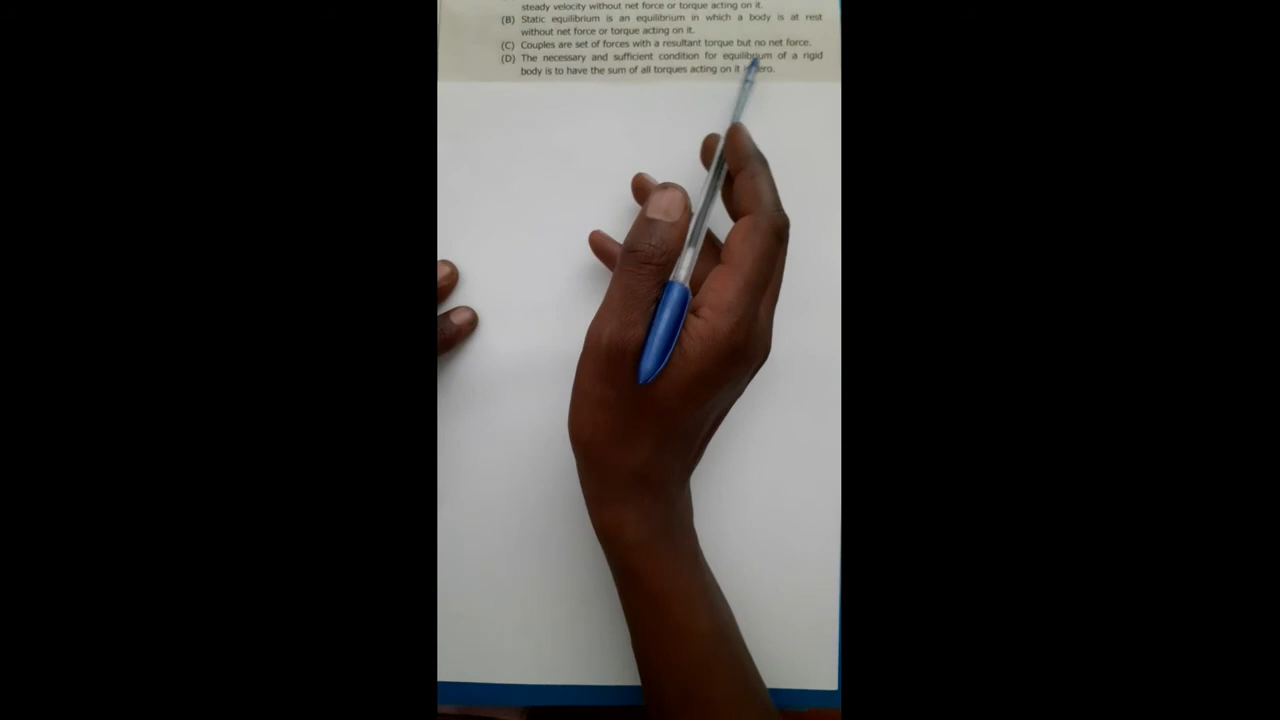 steady velocity without net force or torque acting on it.
(B) Static equilibrium is an equilibrium in which a body is at rest
without net force or torque acting on it.
(C) Couples are set of forces with a resultant torque but no net force.
(D) The necessary and sufficient condition for equilibrium of a rigid
body is to have the sum of all torques acting on it zero.